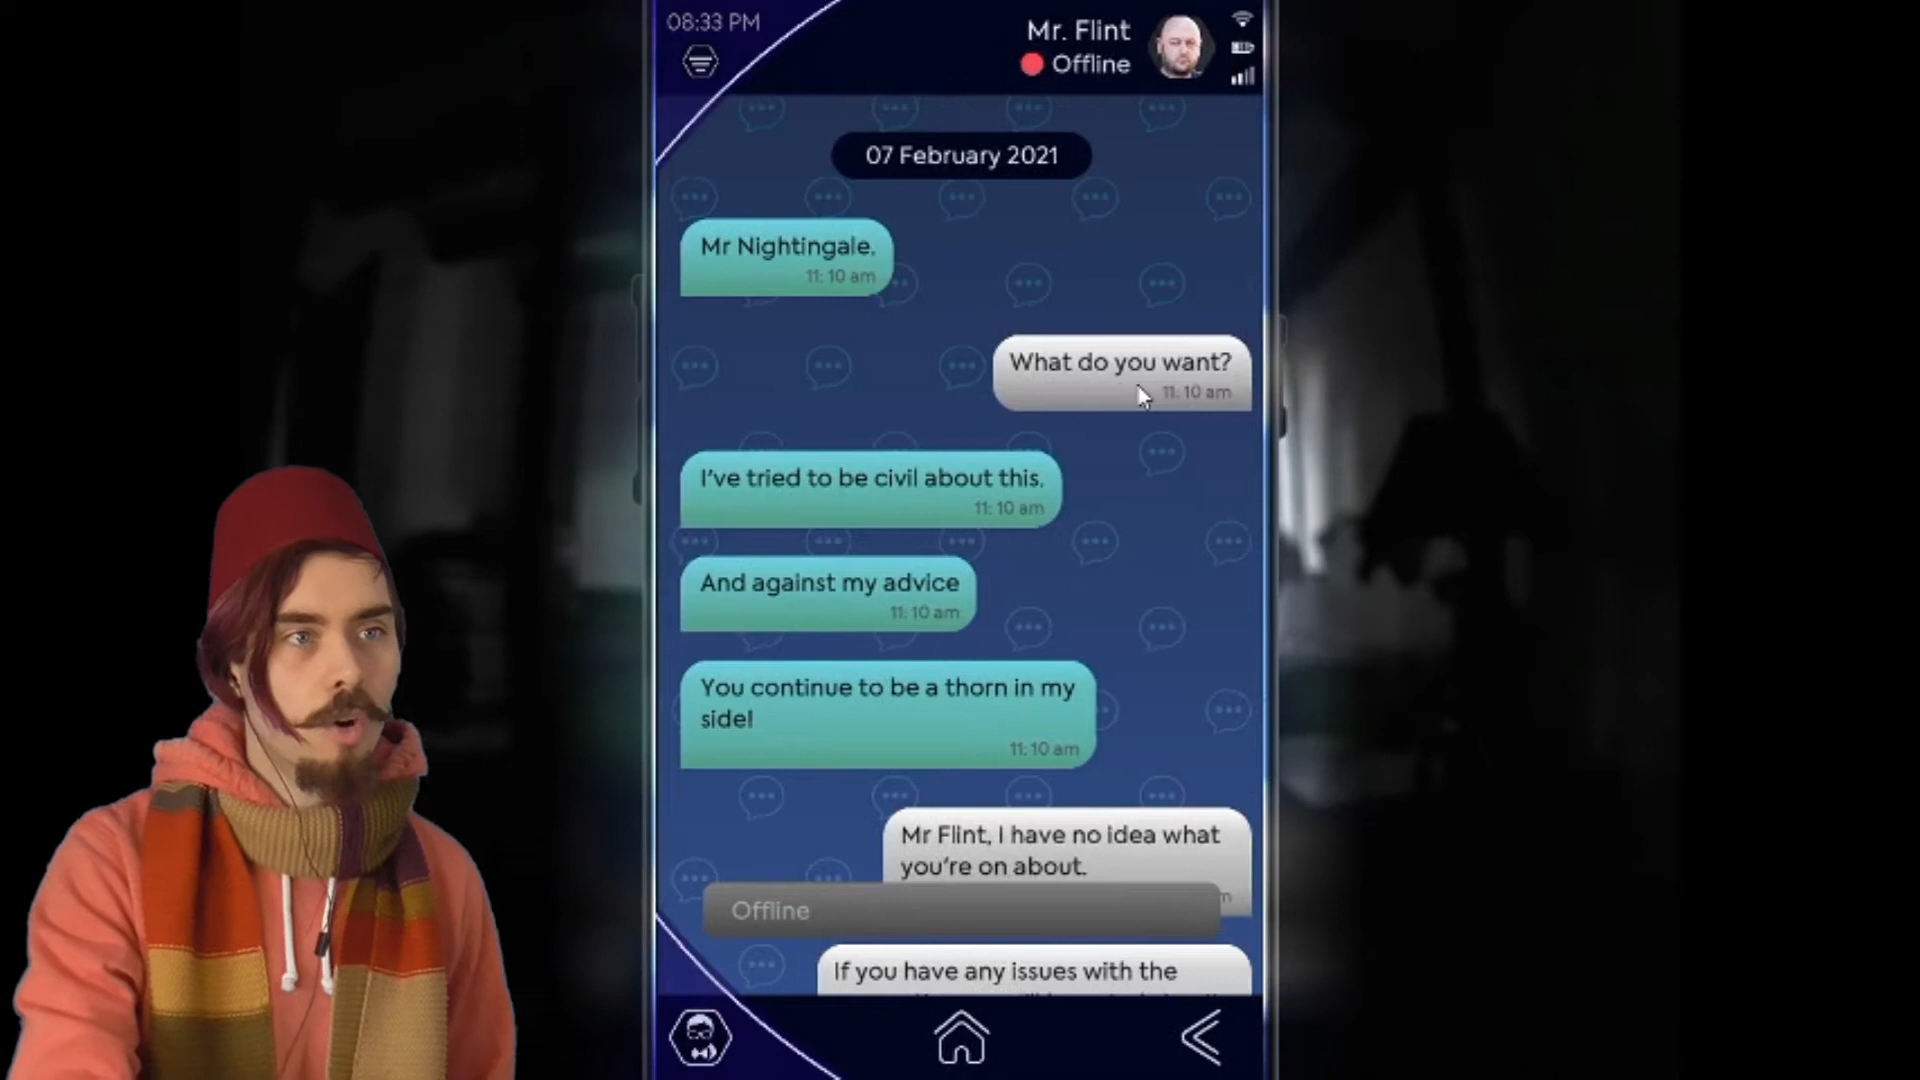 08:33 PM
Mr. Flint
Offline
07 February 2021
Mr Nightingale.
11:10 am
What do you want?
11:10 am
I've tried to be civil about this.
11:10 am
And against my advice
11:10 am
You continue to be a thorn in my
side!
11:10 am
Mr Flint, I have no idea what
you're on about.
Offline
If you have any issues with the